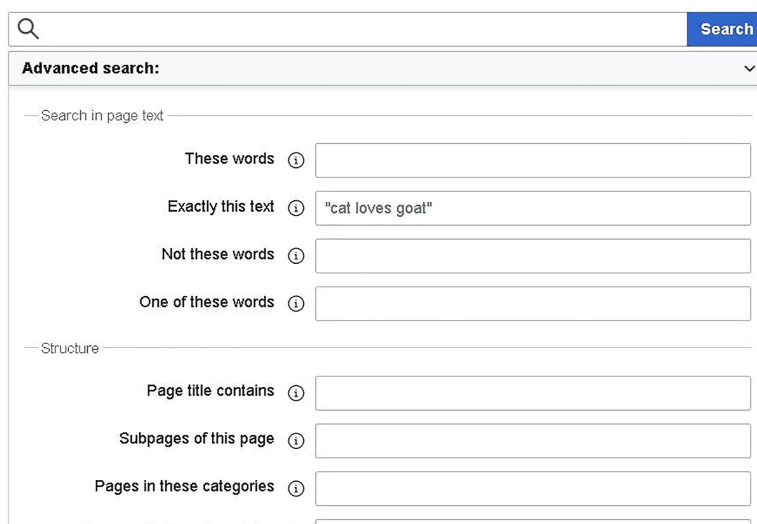 Search
Advanced search:
Search in page text
These words
Exactly this text "cat loves goat"
Not these words
One of these words
Structure
Page title contains
Subpages of this page
Pages in these categories